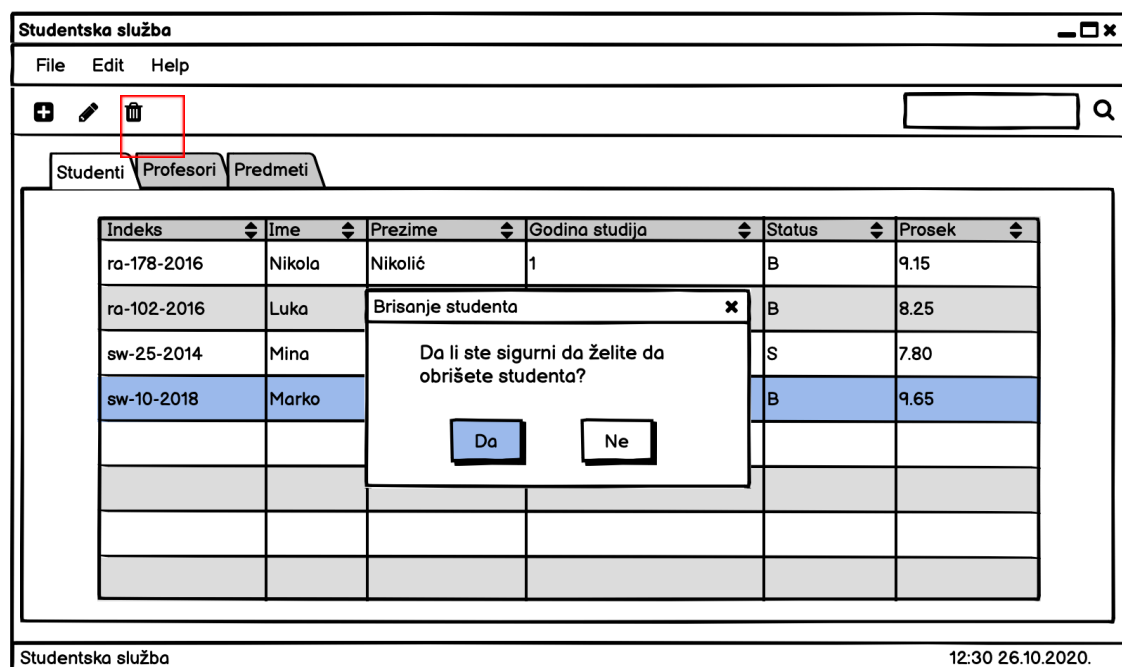 Studentska služba
File Edit Help
Studenti Profesori Predmeti
Indeks Ime Prezime Godina studija Status Prosek
ra-178-2016 Nikola Nikolić 1 B 9.15
ra-102-2016 Luka B 8.25
sw-25-2014 Mina S 7.80
sw-10-2018 Marko B 9.65
Brisanje studenta
Da li ste sigurni da želite da
obrišete studenta?
Da Ne
Studentska služba 12:30 26.10.2020.